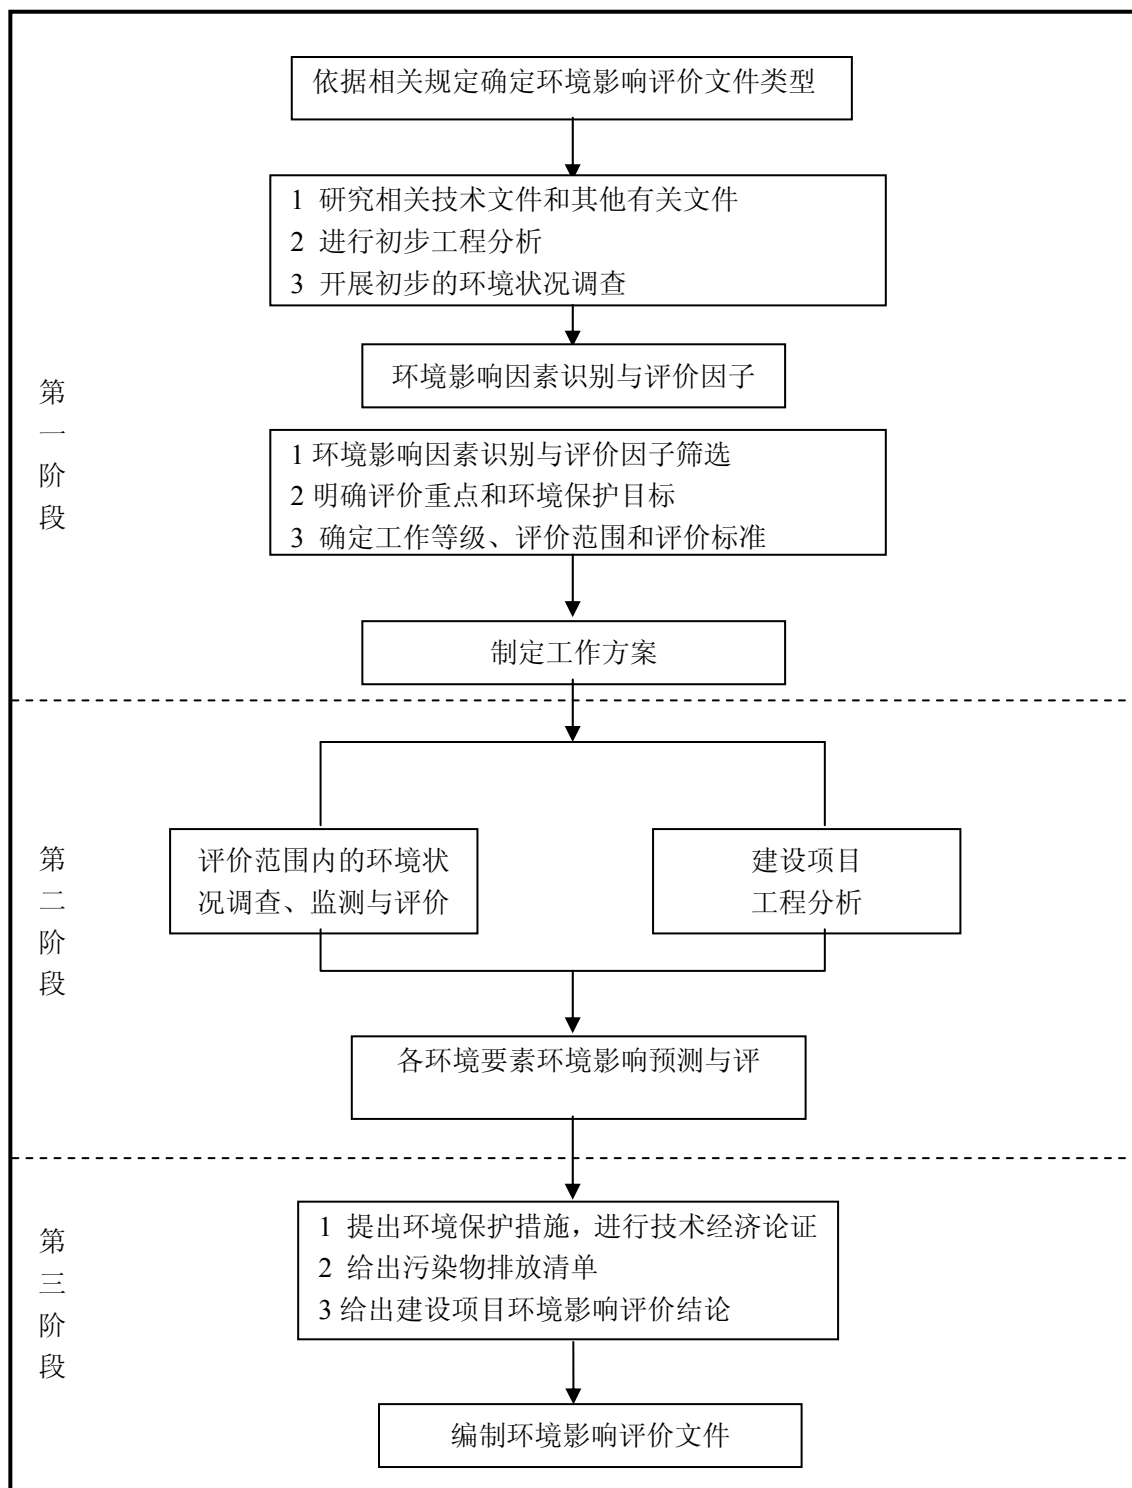 依据相关规定确定环境影响评价文件类型
1 研究相关技术文件和其他有关文件
2 进行初步工程分析
3 开展初步的环境状况调查
环境影响因素识别与评价因子
第一阶段
1 环境影响因素识别与评价因子筛选
2 明确评价重点和环境保护目标
3 确定工作等级、评价范围和评价标准
制定工作方案
第二阶段
评价范围内的环境状
况调查、监测与评价
建设项目
工程分析
各环境要素环境影响预测与评
第三阶段
1 提出环境保护措施，进行技术经济论证
2 给出污染物排放清单
3 给出建设项目环境影响评价结论
编制环境影响评价文件